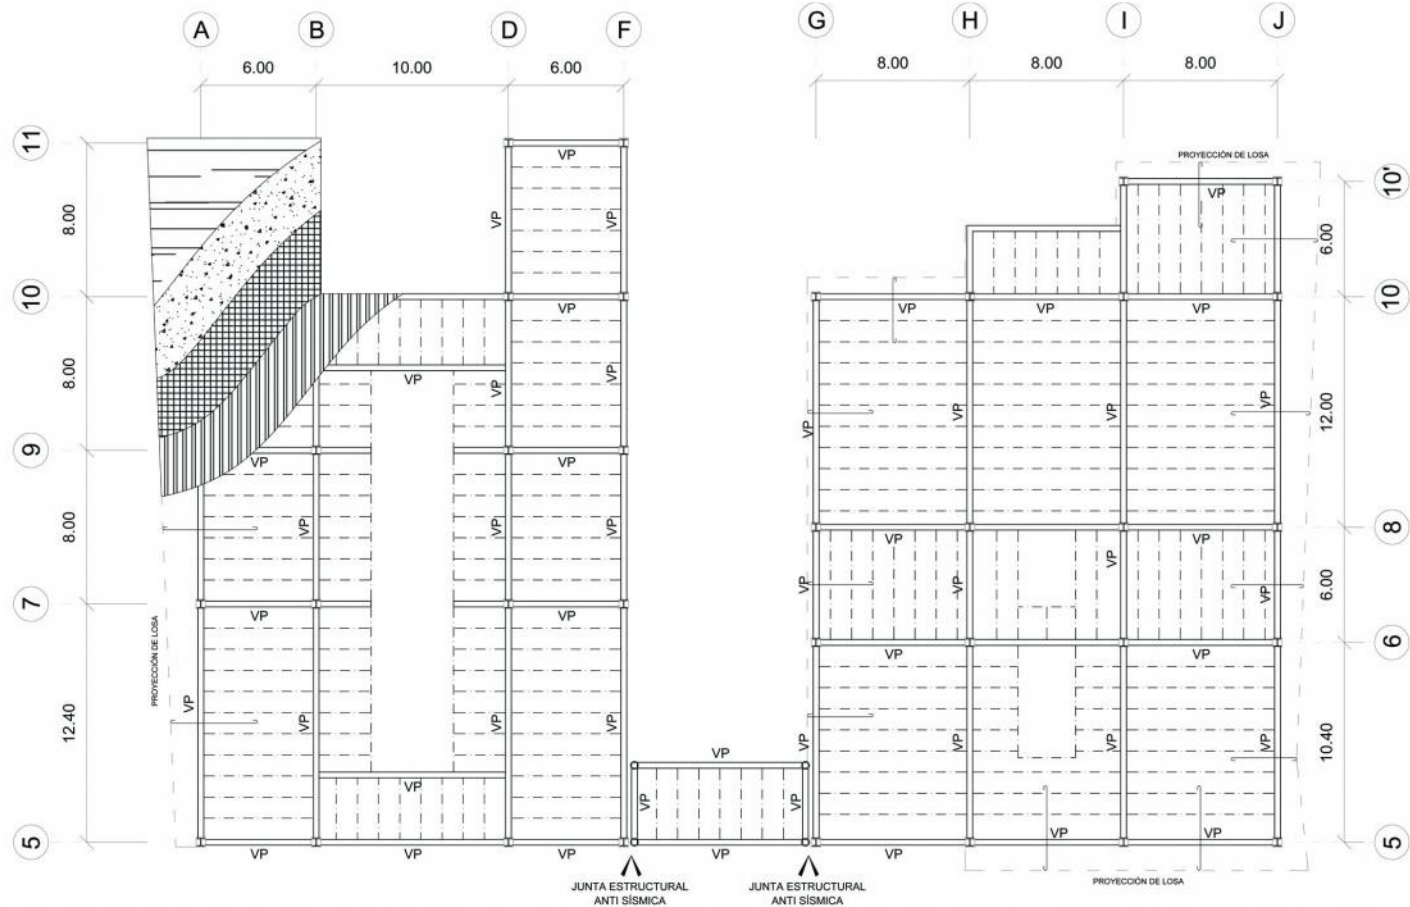 A B D F G H I J
6.00 10.00 6.00
8.00 8.00 8.00
11
VP
PROYECCIÓN DE LOSA
10'
VP
8.00
VP VP
6.00
10
VP VP VP VP
10
8.00
VP
VP VP
12.00
VP VP VP VP
9
VP VP
8.00
VP VP VP
8
VP VP
VP
VP VP VP
6.00
7
VP VP
6
VP VP
PROYECCIÓN DE LOSA
12.40
VP VP VP VP
VP VP VP VP
10.40
VP
VP
VP VP
5
VP VP
5
VP VP VP VP VP
JUNTA ESTRUCTURAL
ANTI SÍSMICA
JUNTA ESTRUCTURAL
ANTI SÍSMICA
PROYECCIÓN DE LOSA